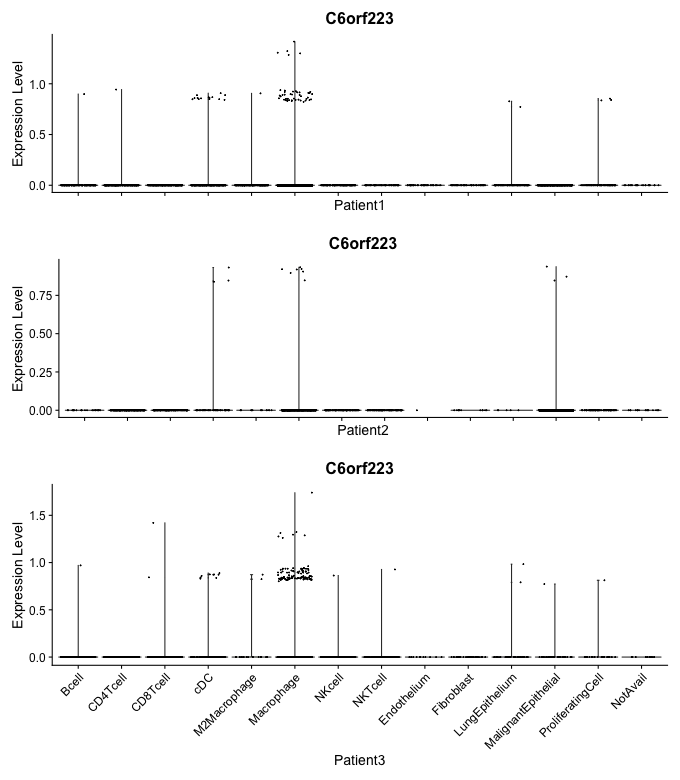 C6orf223
Expression Level
1.0
0.5
0.0
Patient1
C6orf223
Expression Level
0.75
0.50
0.25
0.00
Patient2
C6orf223
Expression Level
1.5
1.0
0.5
0.0
Bcell
CD4Tcell
CD8Tcell
cDC
M2Macrophage
Macrophage
NKcell
NKTcell
Endothelium
Fibroblast
LungEpithelium
MalignantEpithelial
ProliferatingCell
NotAvail
Patient3